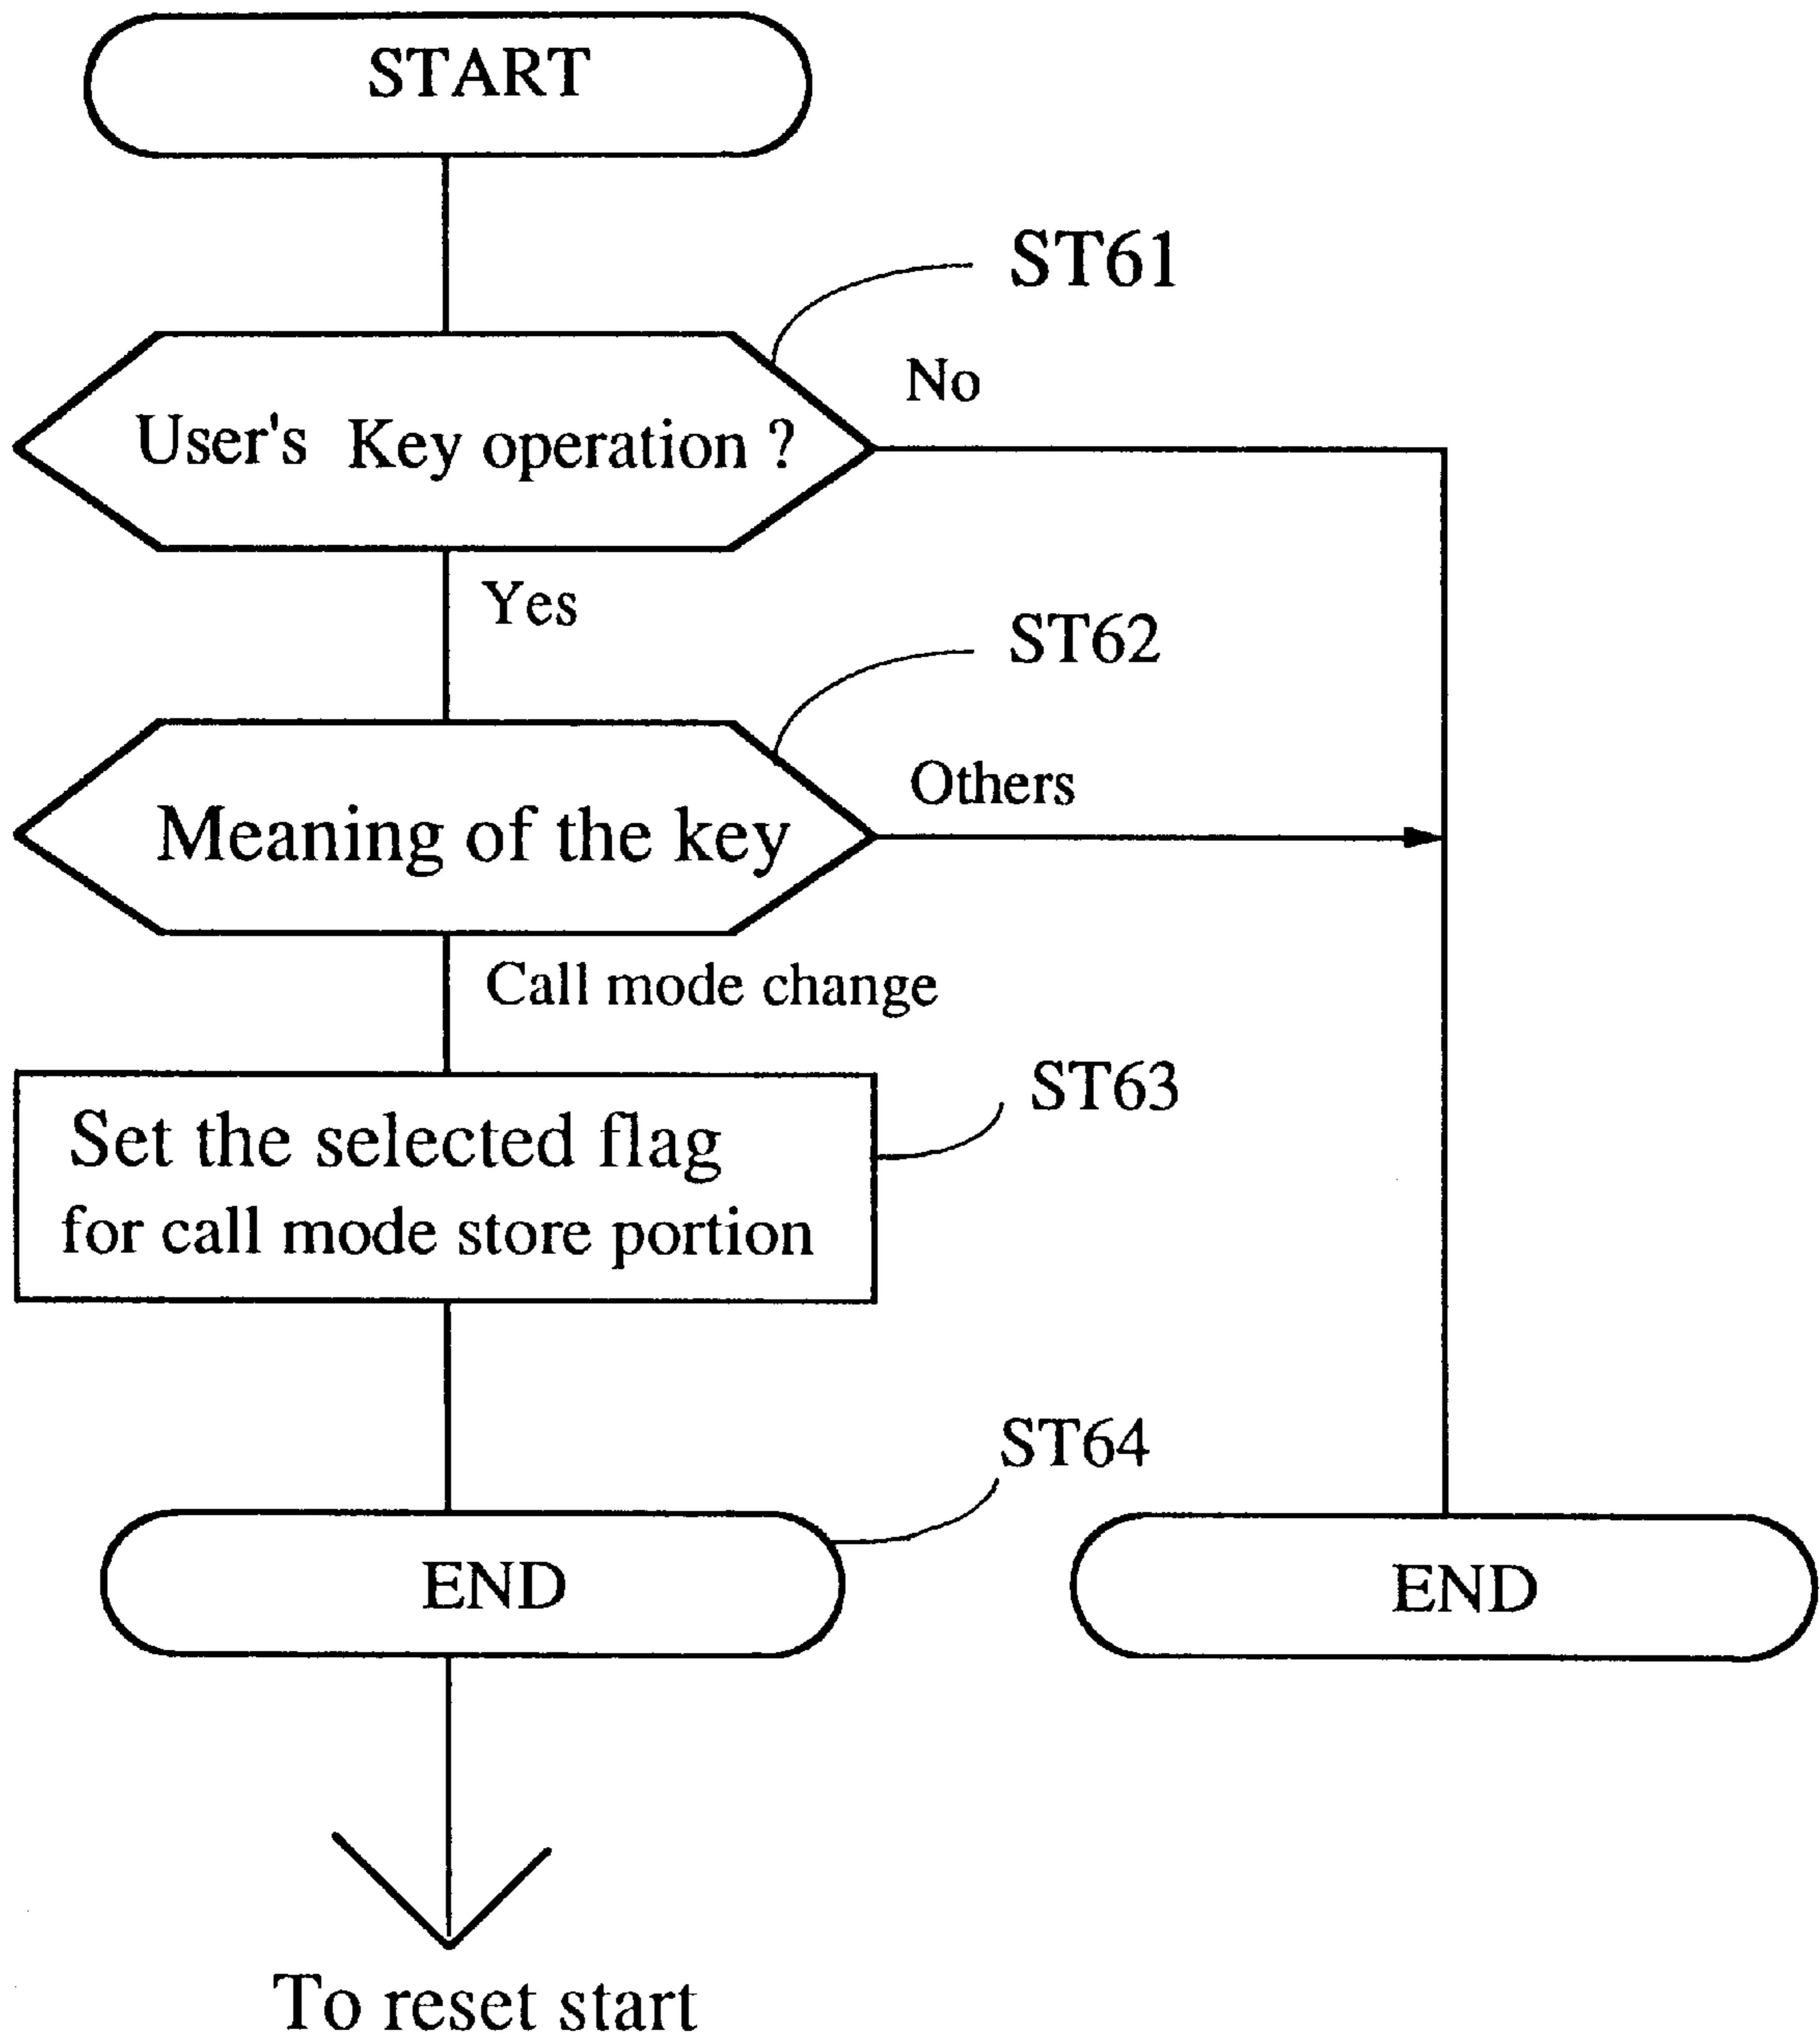 START
ST61
No
User's Key operation ?
Yes
ST62
Others
Meaning of the key
Call mode change
ST63
Set the selected flag
for call mode store portion
ST64
END
END
To reset start